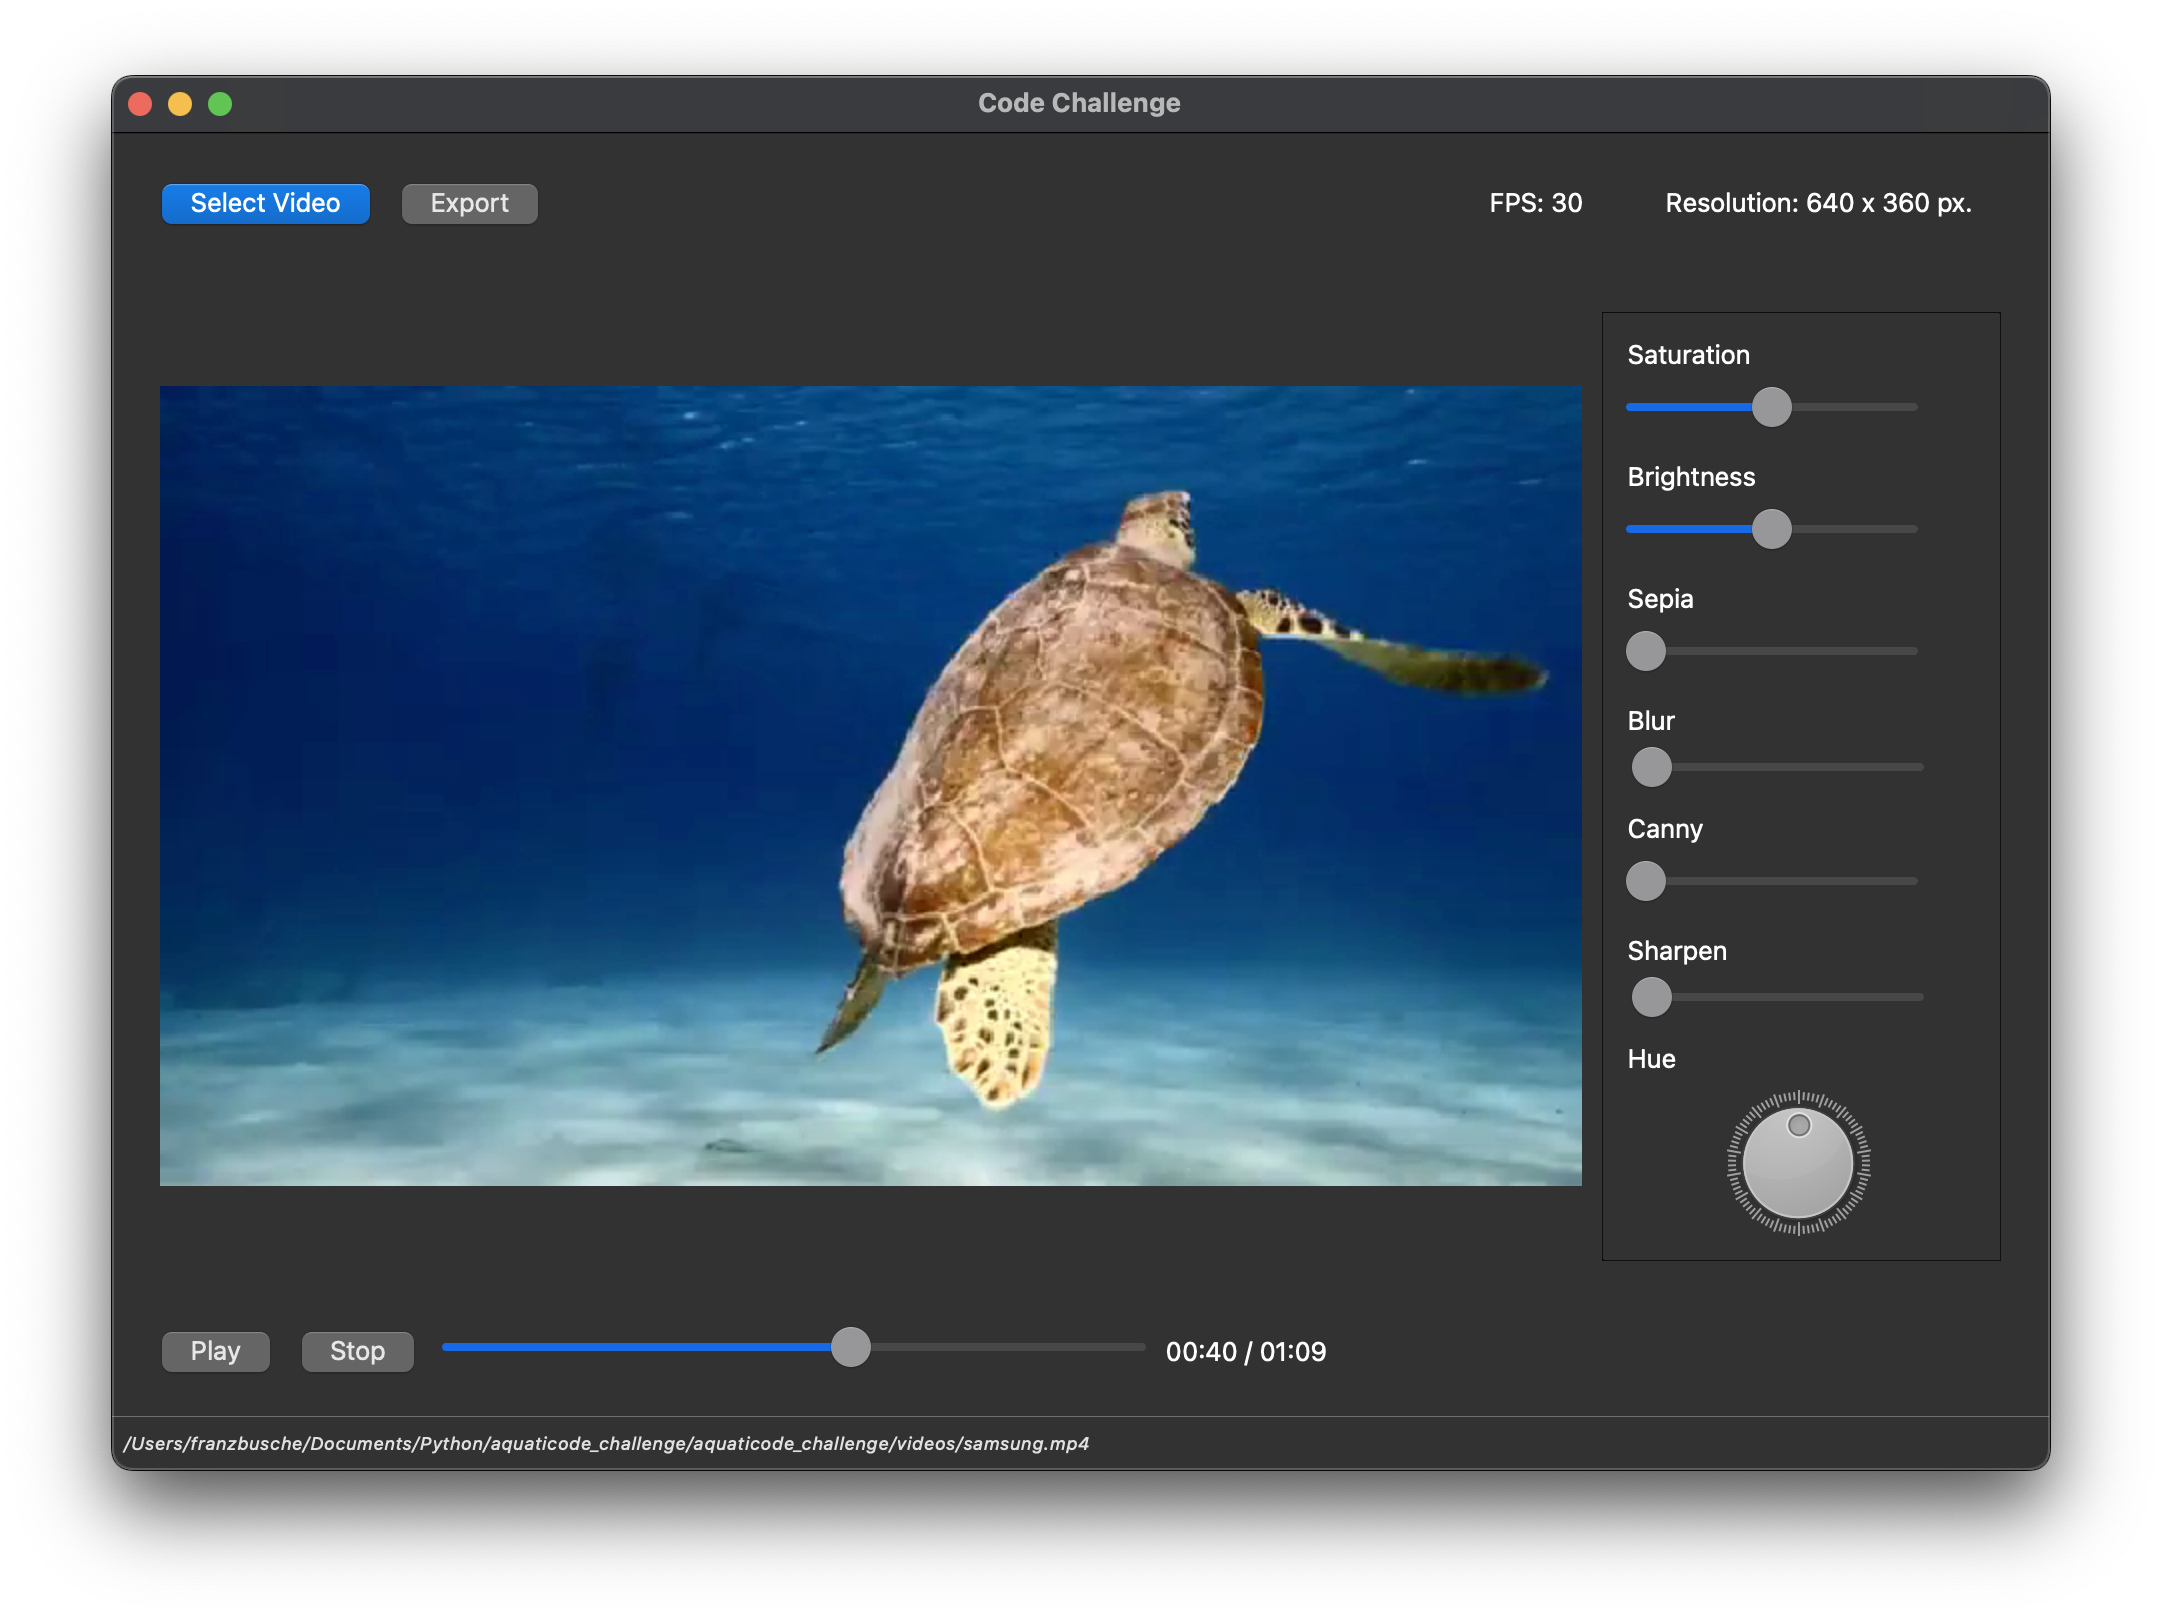 Code Challenge
Select Video Export FPS: 30 Resolution: 640 x 360 px.
Saturation
Brightness
Sepia
Blur
Canny
Sharpen
Hue
Play Stop 00:40 / 01:09
/Users/franzbusche/Documents/Python/aquaticode_challenge/aquaticode_challenge/videos/samsung.mp4